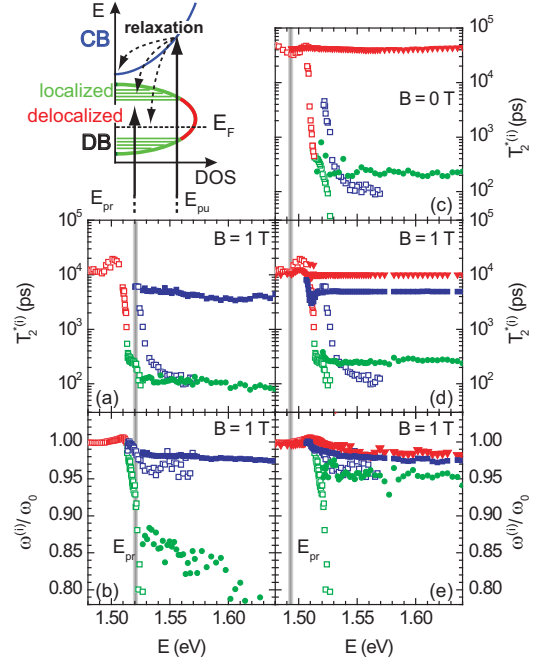 E
CB
relaxation
localized
delocalized
E_F
DB
DOS
E_pr
E_pu
B = 0 T
10^5
10^4
10^3
10^2
T_2^*(i) (ps)
(c)
10^5
10^4
10^3
10^2
T_2^*(i) (ps)
B = 1 T
(a)
B = 1 T
10^5
10^4
10^3
10^2
T_2^*(i) (ps)
(d)
1.00
0.95
0.90
0.85
0.80
ω^(i)/ω_0
B = 1 T
E_pr
(b)
B = 1 T
E_pr
(e)
1.00
0.95
0.90
0.85
0.80
ω^(i)/ω_0
1.50 1.55 1.60
E (eV)
1.50 1.55 1.60
E (eV)